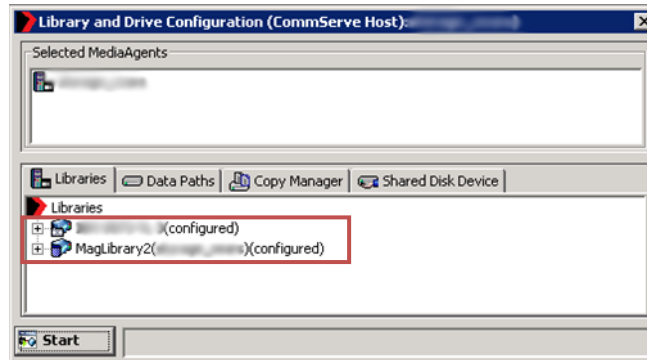 Library and Drive Configuration (CommServe Host):
Selected MediaAgents
Libraries Data Paths Copy Manager Shared Disk Device
Libraries
(configured)
MagLibrary2( )(configured)
Start